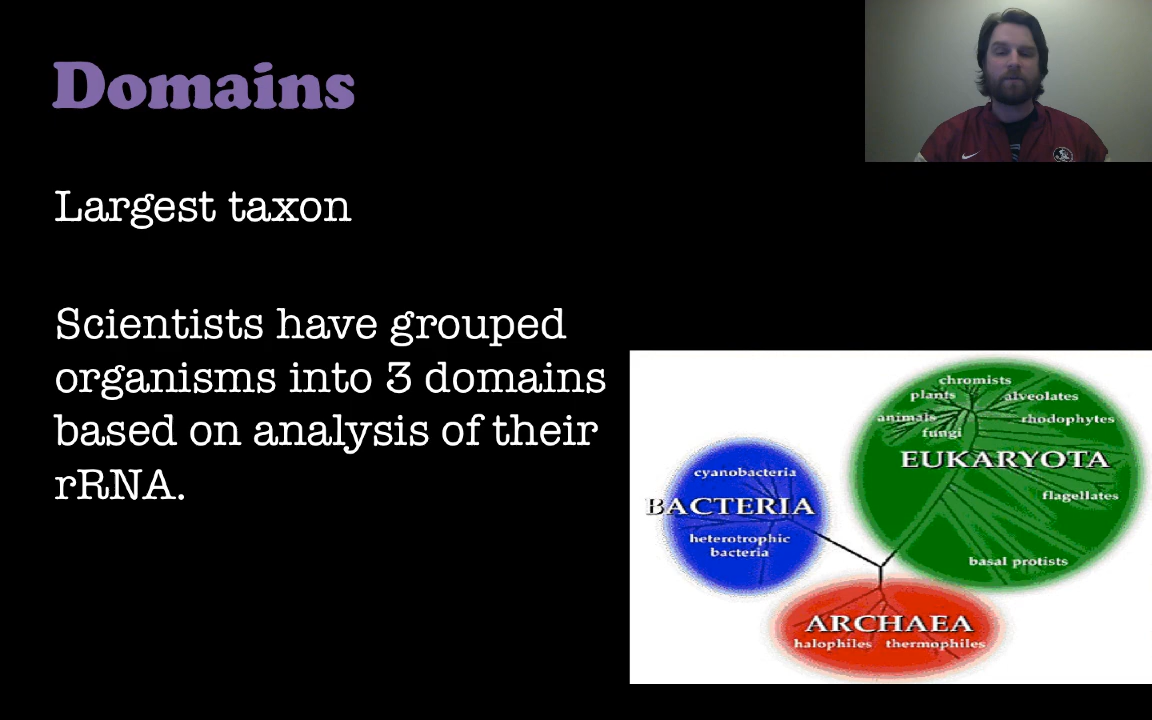 Domains
Largest taxon
Scientists have grouped
organisms into 3 domains
based on analysis of their
rRNA.
chromists
plants
alveolates
animals
rhodophytes
fungi
EUKARYOTA
flagellates
basal protists
cyanobacteria
BACTERIA
heterotrophic
bacteria
ARCHAEA
halophiles thermophiles